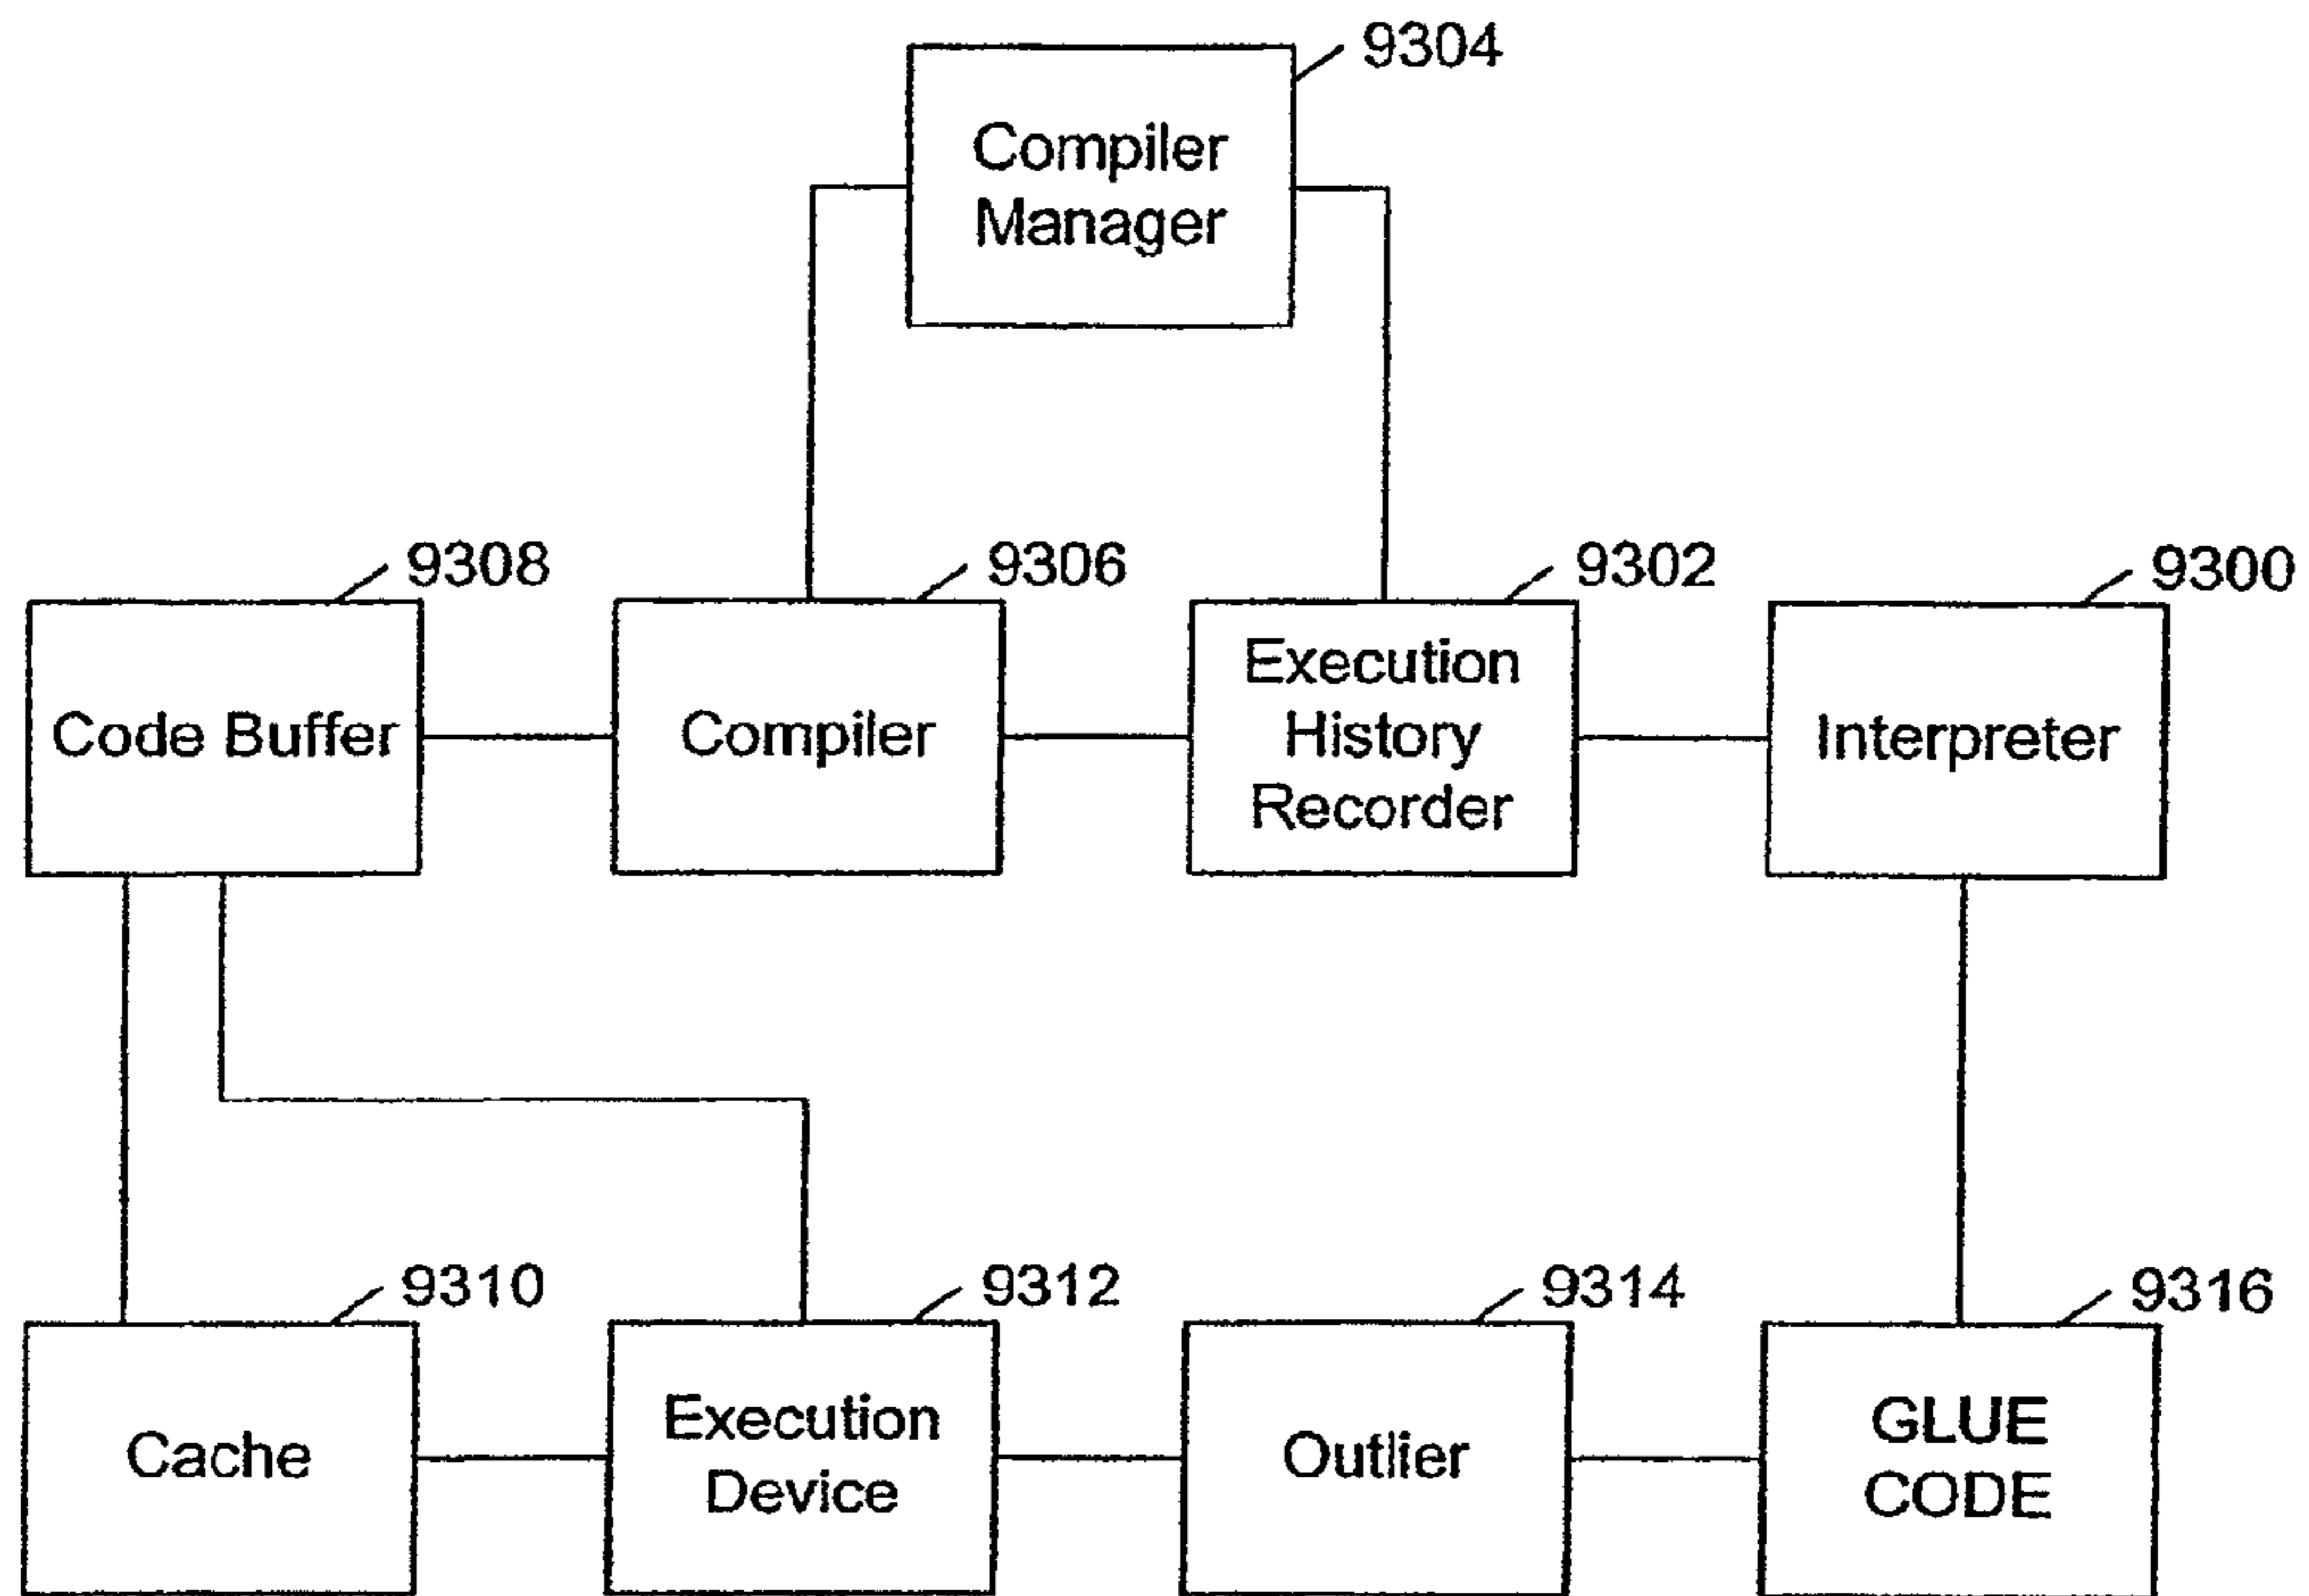 9304
Compiler
Manager
9308
9306
9302
9300
Code Buffer
Compiler
Execution
History
Recorder
Interpreter
9310
9312
9314
9316
Cache
Execution
Device
Outlier
GLUE
CODE